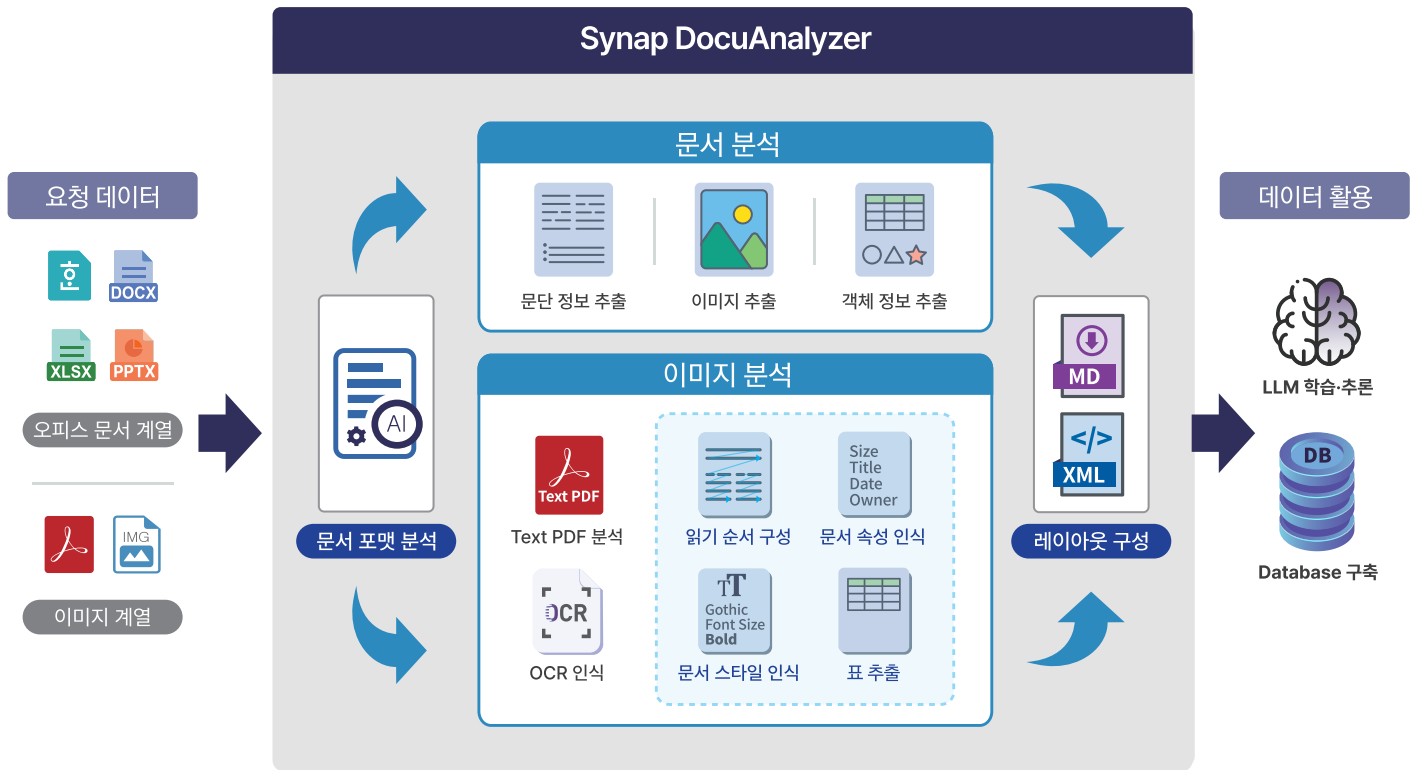 Synap DocuAnalyzer
요청 데이터
한
DOCX
XLSX
PPTX
오피스 문서 계열
IMG
이미지 계열
AI
문서 포맷 분석
문서 분석
문단 정보 추출
이미지 추출
객체 정보 추출
이미지 분석
Text PDF
Text PDF 분석
OCR
OCR 인식
읽기 순서 구성
Size
Title
Date
Owner
문서 속성 인식
TT
Gothic
Font Size
Bold
문서 스타일 인식
표 추출
MD
</>
XML
레이아웃 구성
데이터 활용
LLM 학습·추론
DB
Database 구축